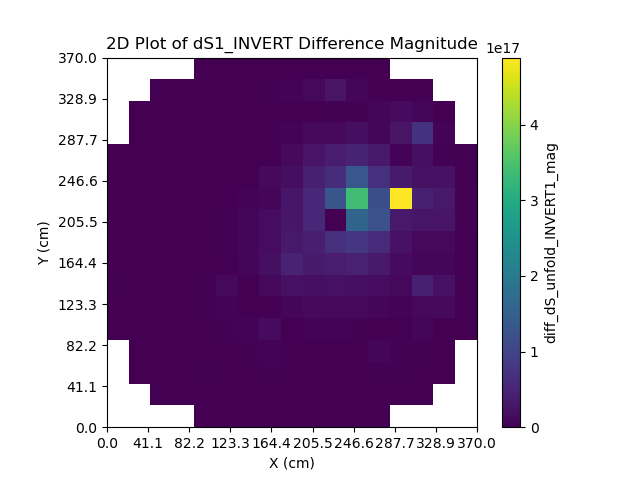 2D Plot of dS1_INVERT Difference Magnitude
1e17
370.0
328.9
287.7
246.6
205.5
164.4
123.3
82.2
41.1
0.0
Y (cm)
0.0 41.1 82.2 123.3 164.4 205.5 246.6 287.7 328.9 370.0
X (cm)
4
3
2
1
0
diff_dS_unfold_INVERT1_mag